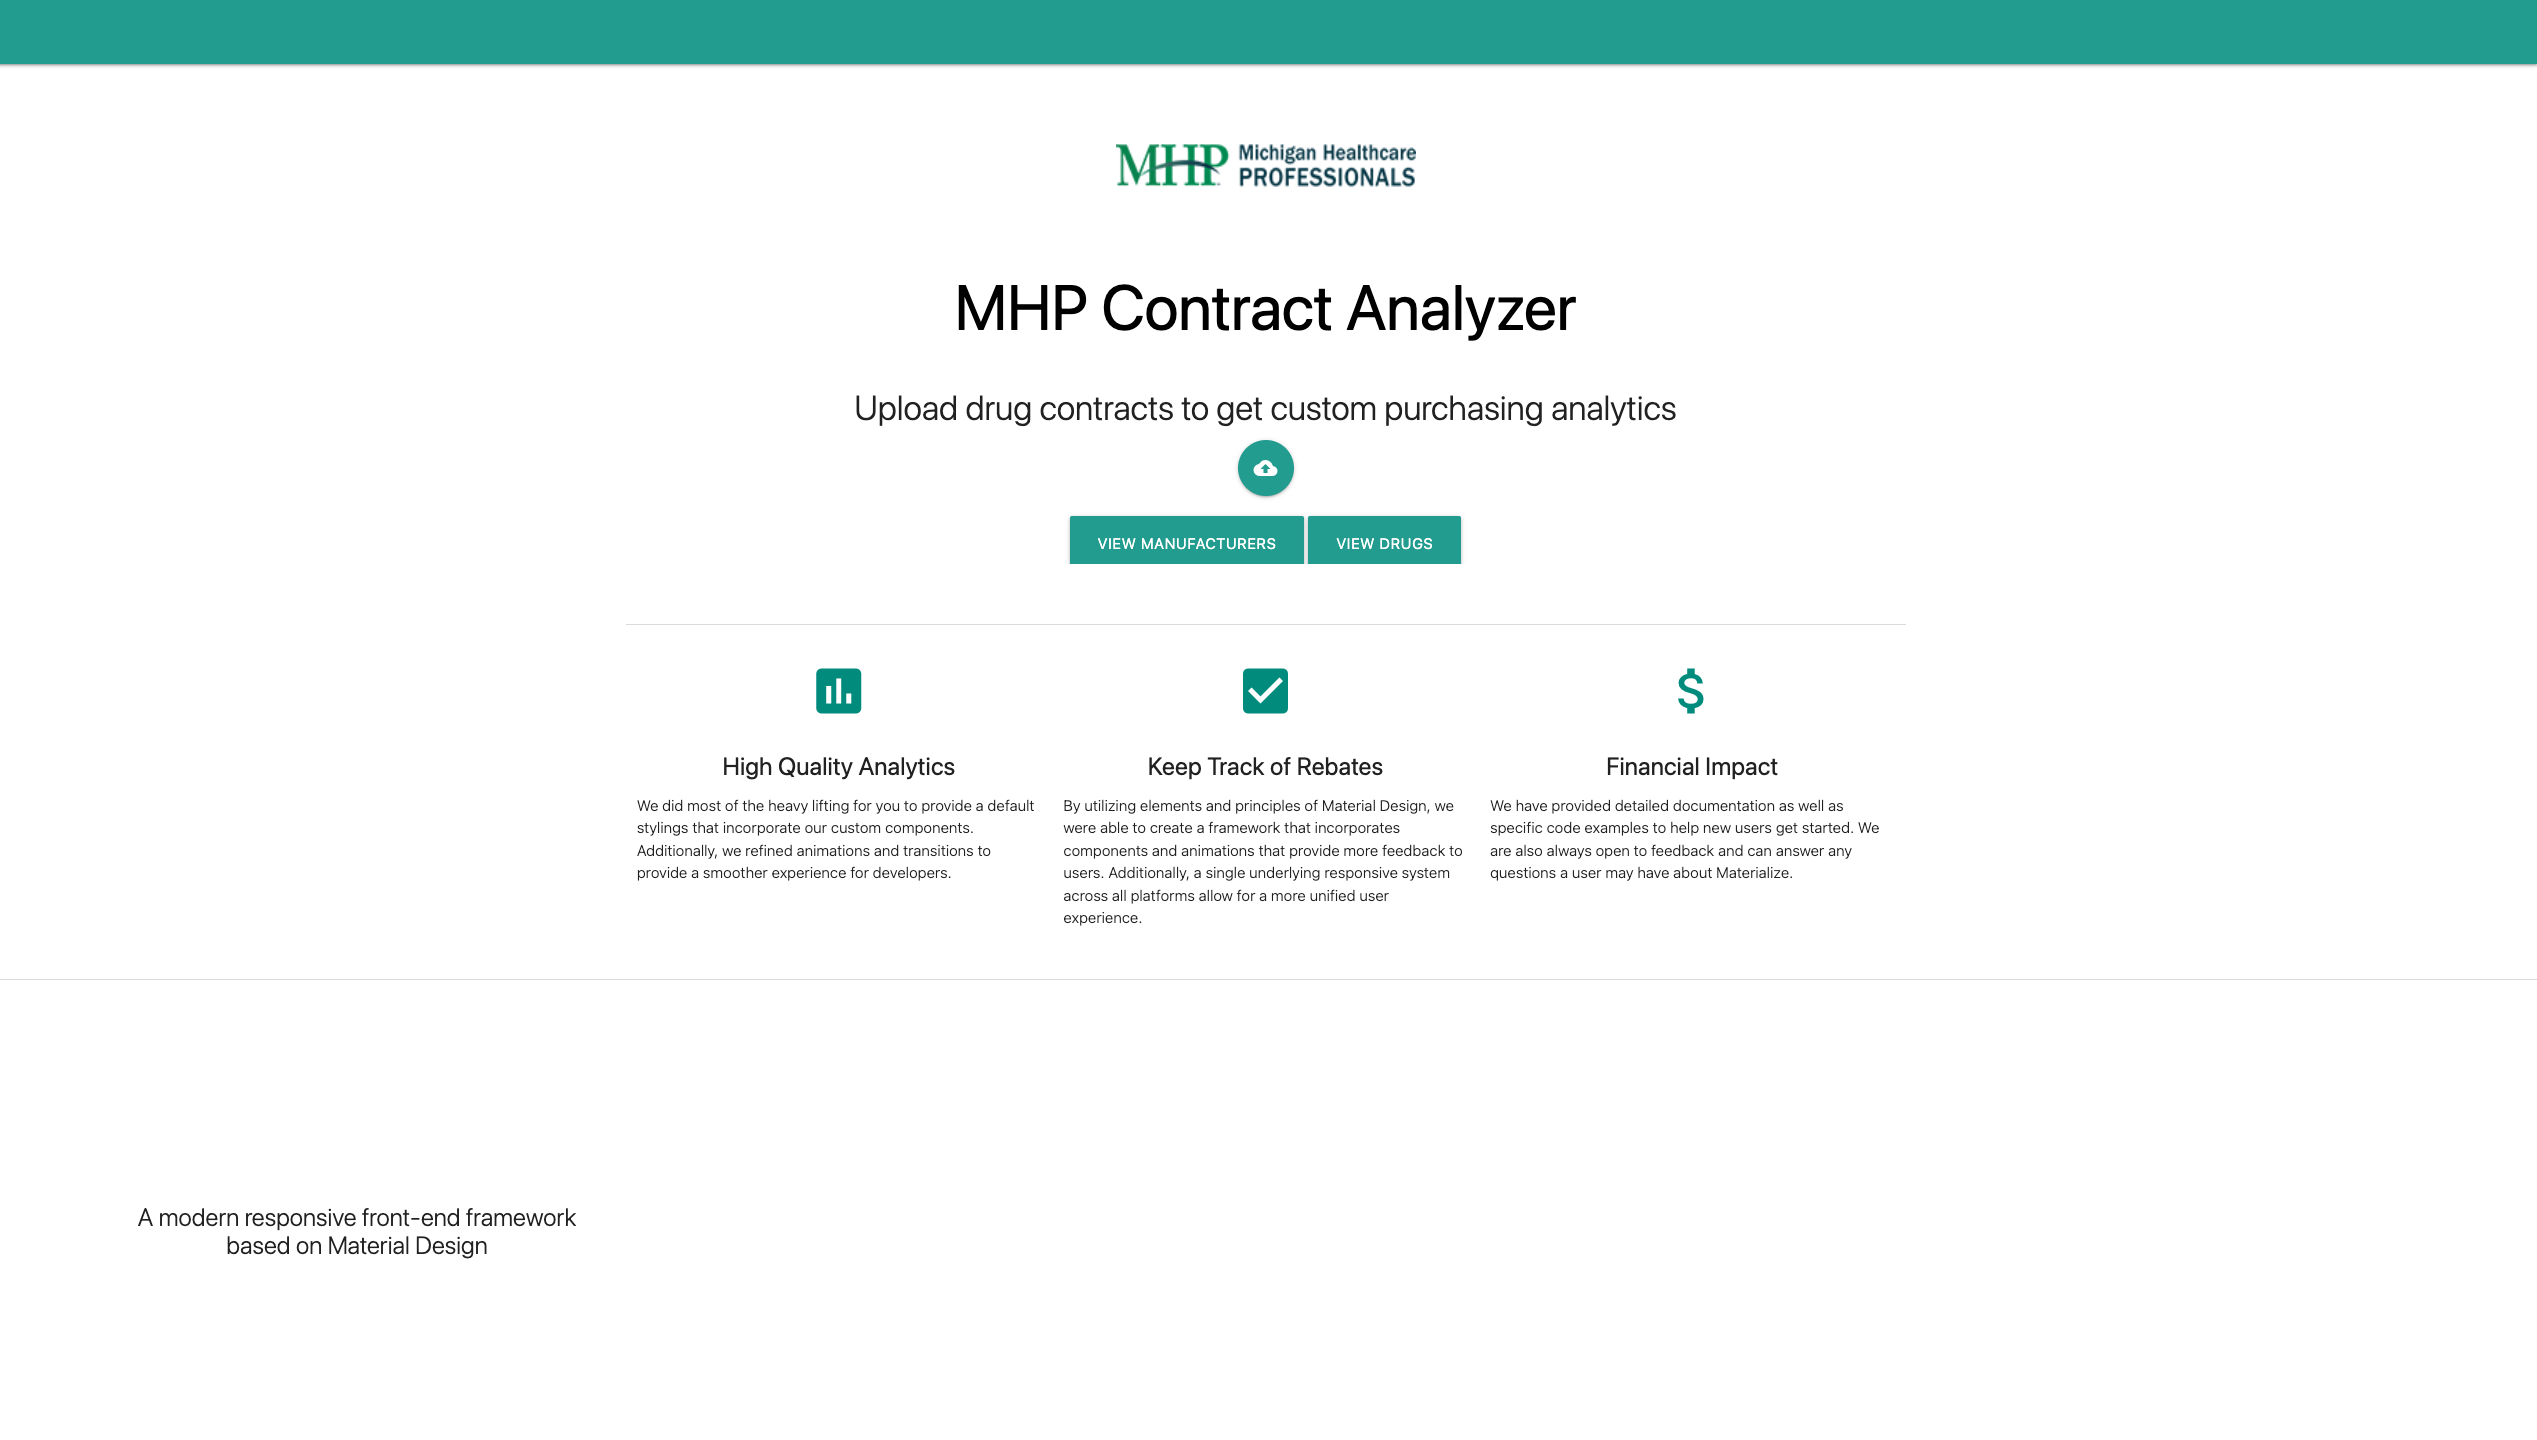 MHP Michigan Healthcare
PROFESSIONALS
MHP Contract Analyzer
Upload drug contracts to get custom purchasing analytics
VIEW MANUFACTURERS
VIEW DRUGS
High Quality Analytics
We did most of the heavy lifting for you to provide a default
stylings that incorporate our custom components.
Additionally, we refined animations and transitions to
provide a smoother experience for developers.
Keep Track of Rebates
By utilizing elements and principles of Material Design, we
were able to create a framework that incorporates
components and animations that provide more feedback to
users. Additionally, a single underlying responsive system
across all platforms allow for a more unified user
experience.
$
Financial Impact
We have provided detailed documentation as well as
specific code examples to help new users get started. We
are also always open to feedback and can answer any
questions a user may have about Materialize.
A modern responsive front-end framework
based on Material Design